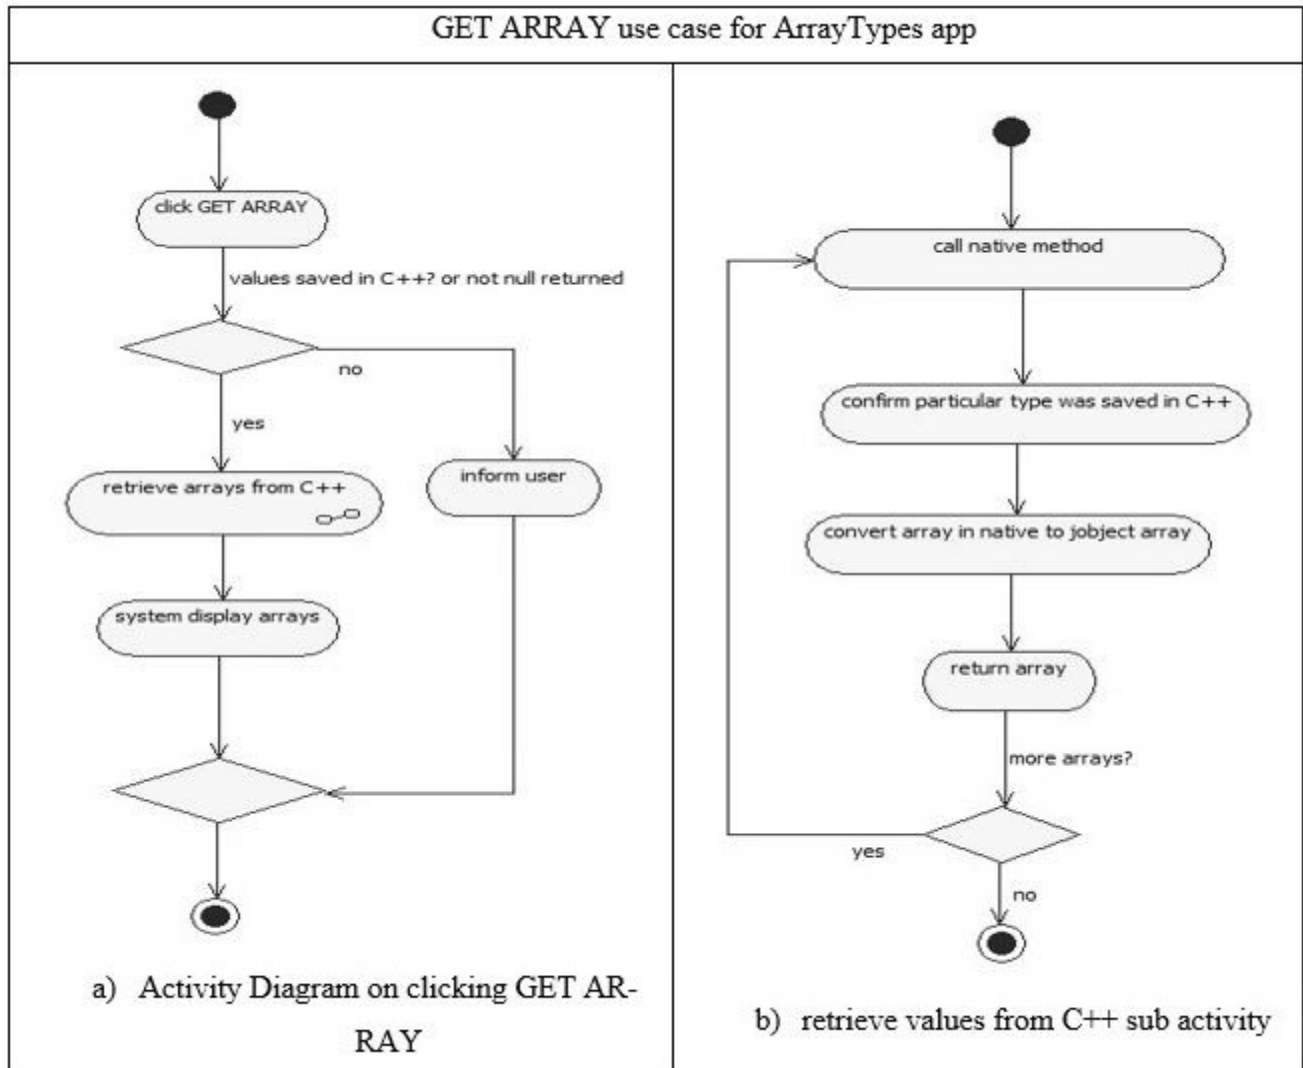 GET ARRAY use case for ArrayTypes app
click GET ARRAY
values saved in C++? or not null returned
no
yes
retrieve arrays from C++
inform user
system display arrays
a) Activity Diagram on clicking GET AR-
RAY
call native method
confirm particular type was saved in C++
convert array in native to jobject array
return array
more arrays?
yes
no
b) retrieve values from C++ sub activity